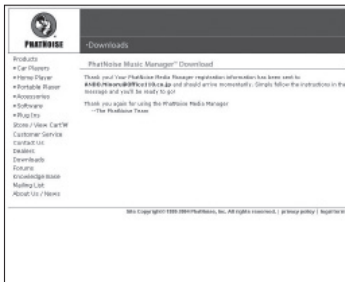 PHATNOISE
·Downloads
Products
Car Players
Home Player
Portable Player
Accessories
Software
Plug Ins
Store / View Cart
Customer Service
Contact Us
Dealers
Downloads
Forums
Knowledge Base
Mailing List
About Us / News
PhatNoise Music Manager™ Download
Thank you! Your PhatNoise Media Manager registration information has been sent to
and should arrive momentarily. Simply follow the instructions in the
message and you'll be ready to go!
Thank you again for using the PhatNoise Media Manager
--The PhatNoise Team
Site Copyright© 1999-2004 PhatNoise, Inc. All rights reserved. | privacy policy | legal terms